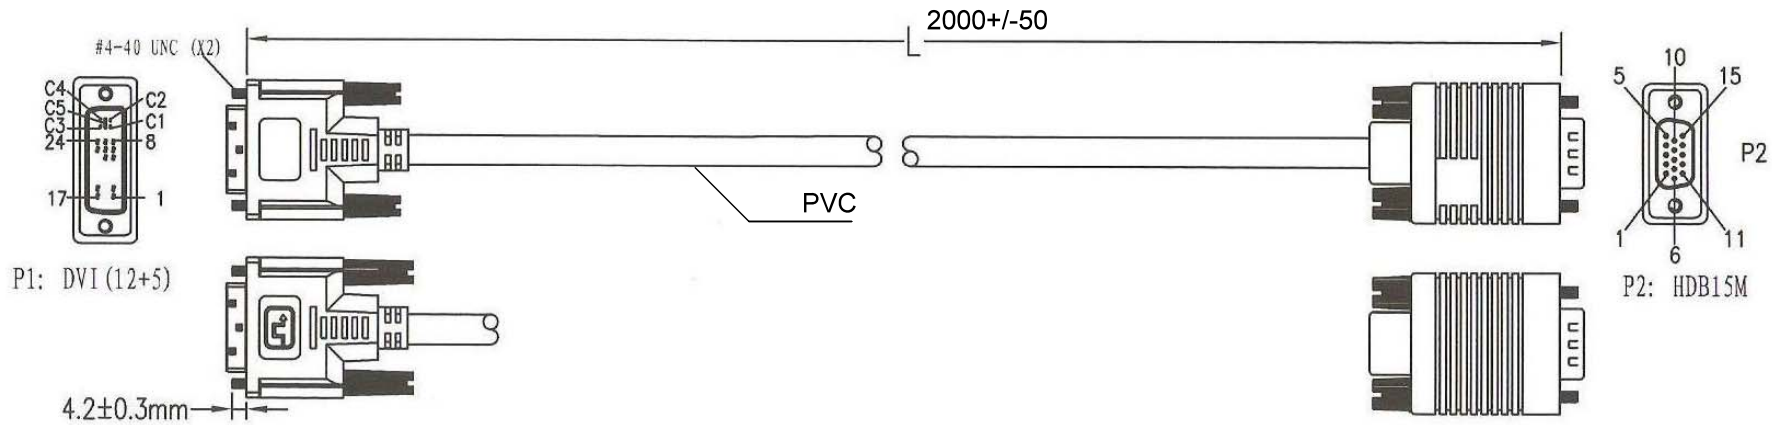 2000+/-50
L
#4-40 UNC (X2)
10
5
15
C4
C2
C5
C1
C3
24
8
P2
PVC
17
1
1
11
6
P1: DVI(12+5)
P2: HDB15M
4.2±0.3mm